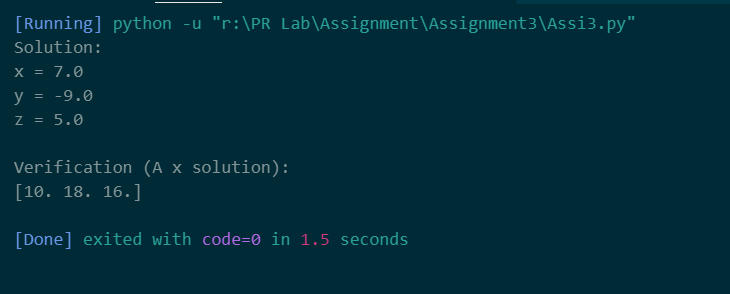 [Running] python -u "r:\PR Lab\Assignment\Assignment3\Assi3.py"
Solution:
x = 7.0
y = -9.0
z = 5.0
Verification (A x solution):
[10. 18. 16.]
[Done] exited with code=0 in 1.5 seconds